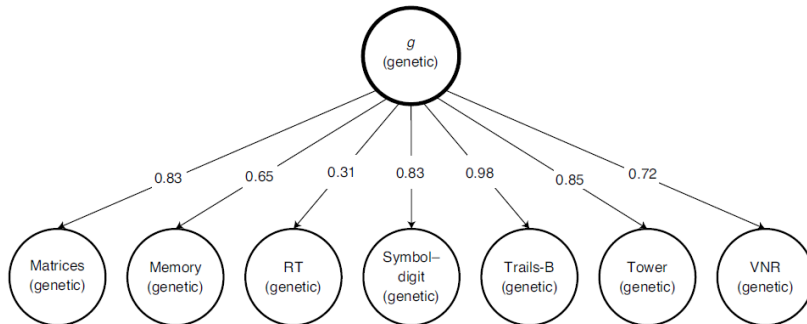 g
(genetic)
0.83
0.65
0.31
0.83
0.98
0.85
0.72
Matrices
(genetic)
Memory
(genetic)
RT
(genetic)
Symbol–
digit
(genetic)
Trails-B
(genetic)
Tower
(genetic)
VNR
(genetic)